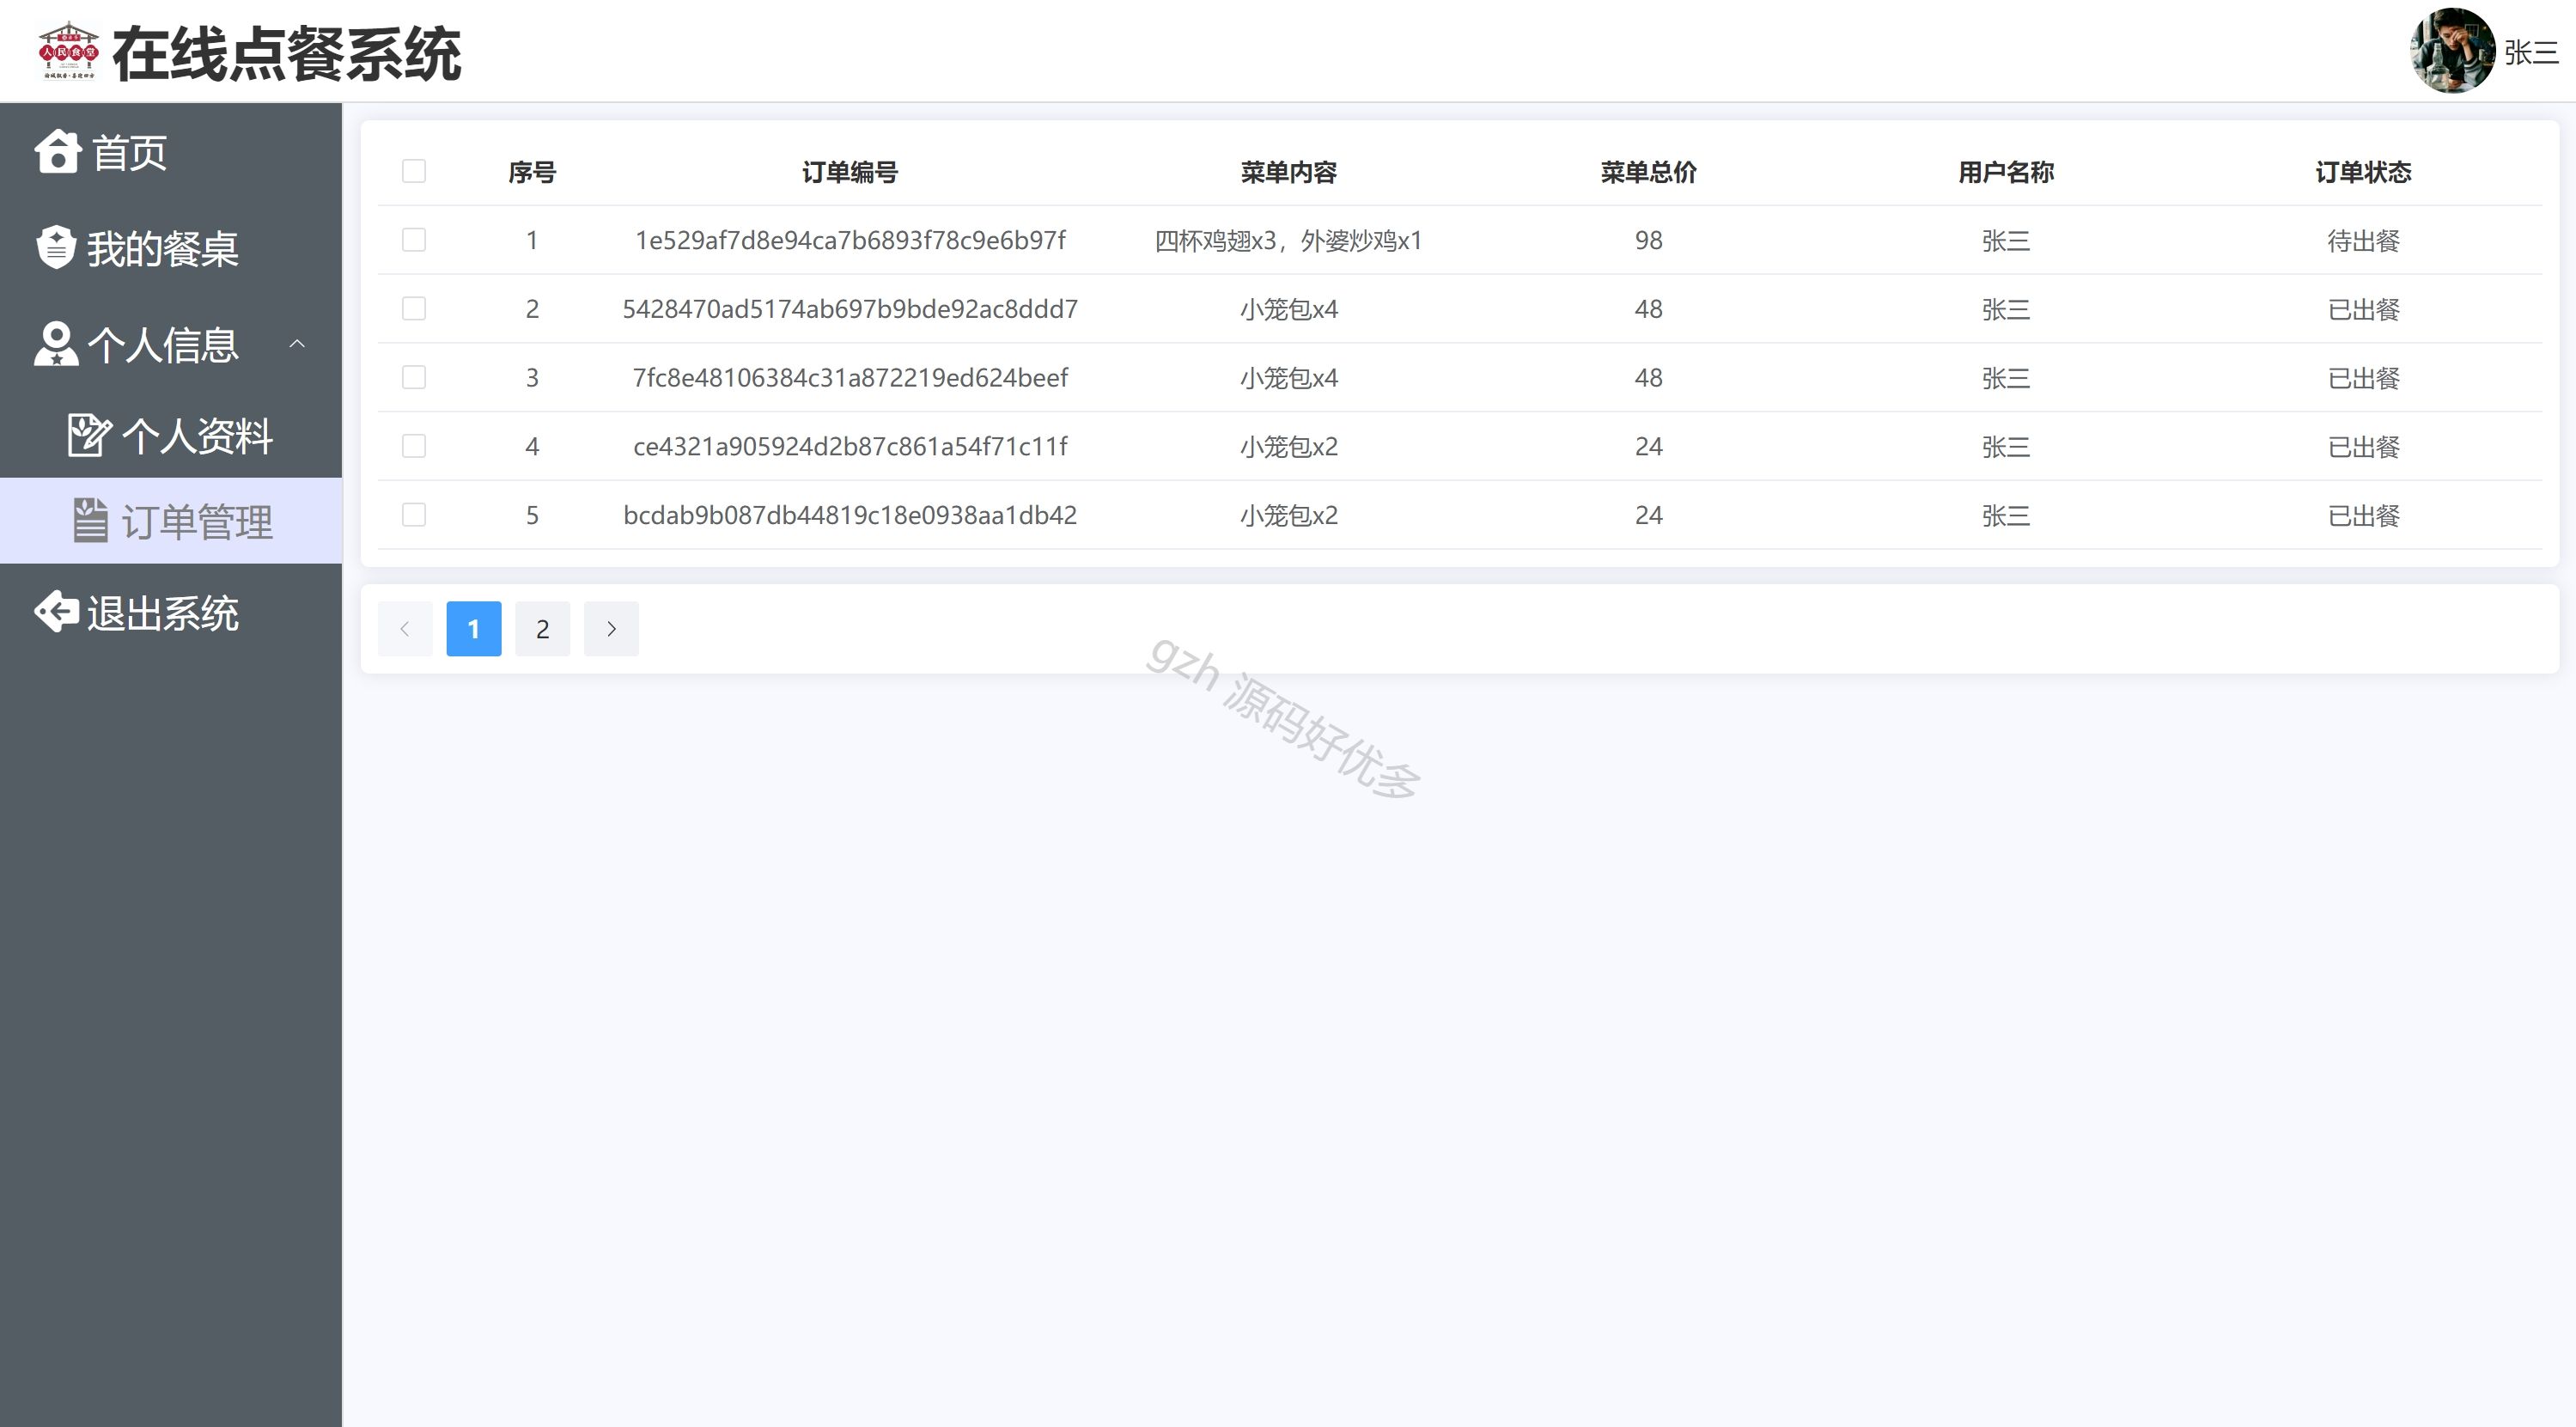 人民食堂
在线点餐系统
张三
首页
我的餐桌
个人信息
个人资料
订单管理
退出系统
序号 订单编号 菜单内容 菜单总价 用户名称 订单状态
1 1e529af7d8e94ca7b6893f78c9e6b97f 四杯鸡翅x3，外婆炒鸡x1 98 张三 待出餐
2 5428470ad5174ab697b9bde92ac8ddd7 小笼包x4 48 张三 已出餐
3 7fc8e48106384c31a872219ed624beef 小笼包x4 48 张三 已出餐
4 ce4321a905924d2b87c861a54f71c11f 小笼包x2 24 张三 已出餐
5 bcdab9b087db44819c18e0938aa1db42 小笼包x2 24 张三 已出餐
1 2
gzh 源码好优多